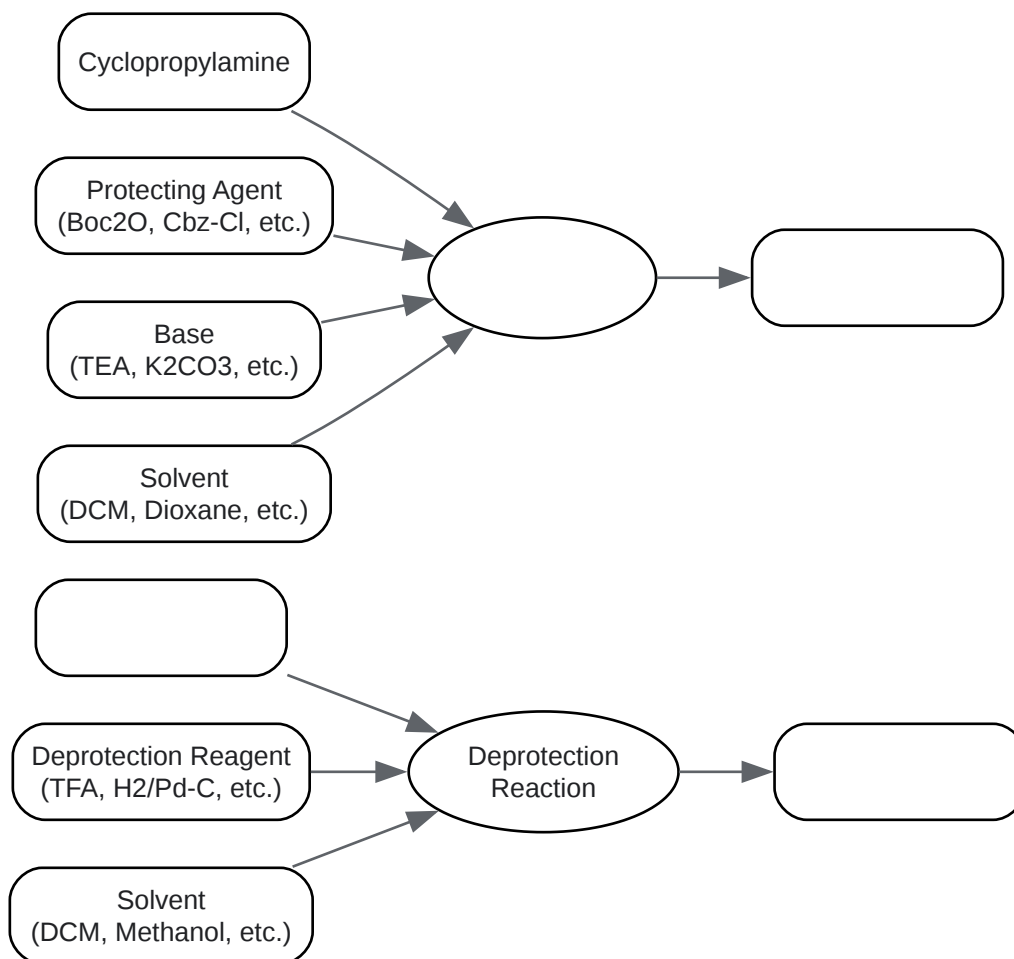 Cyclopropylamine
Protecting Agent
(Boc2O, Cbz-Cl, etc.)
Base
(TEA, K2CO3, etc.)
Solvent
(DCM, Dioxane, etc.)
Deprotection Reagent
(TFA, H2/Pd-C, etc.)
Deprotection
Reaction
Solvent
(DCM, Methanol, etc.)